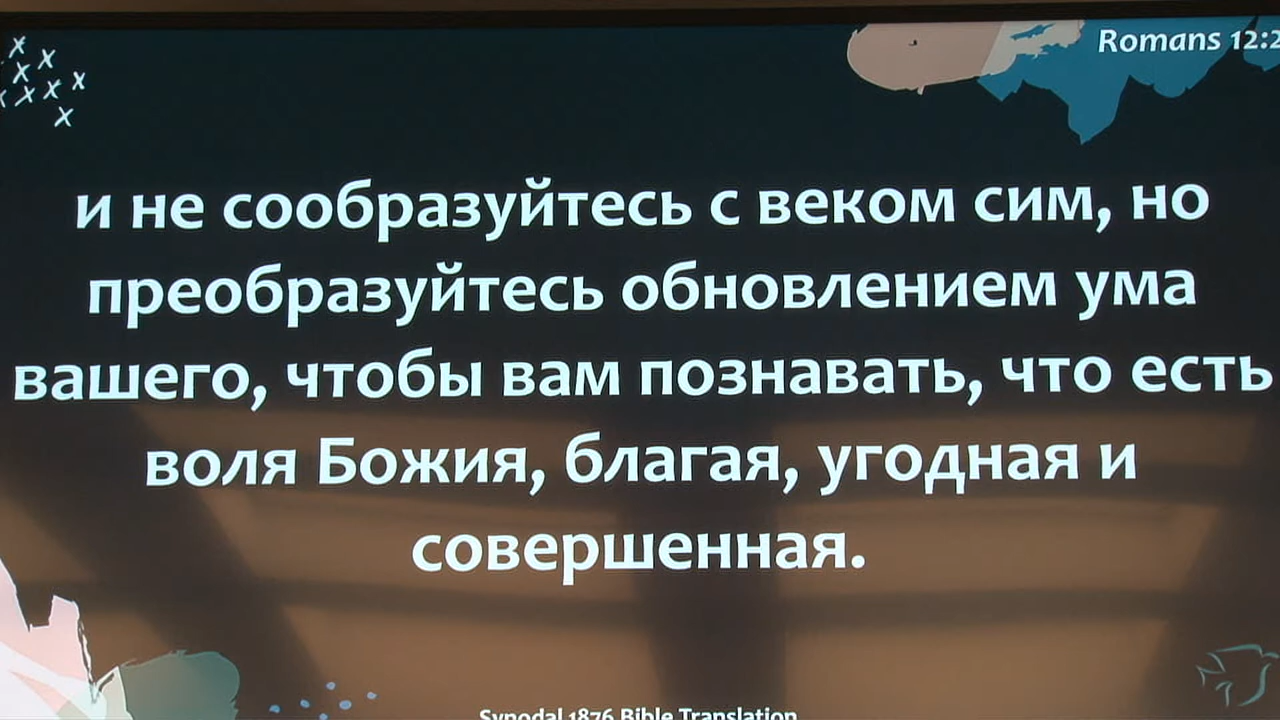 Romans 12:2
и не сообразуйтесь с веком сим, но
преобразуйтесь обновлением ума
вашего, чтобы вам познавать, что есть
воля Божия, благая, угодная и
совершенная.
Synodal 1876 Bible Translation